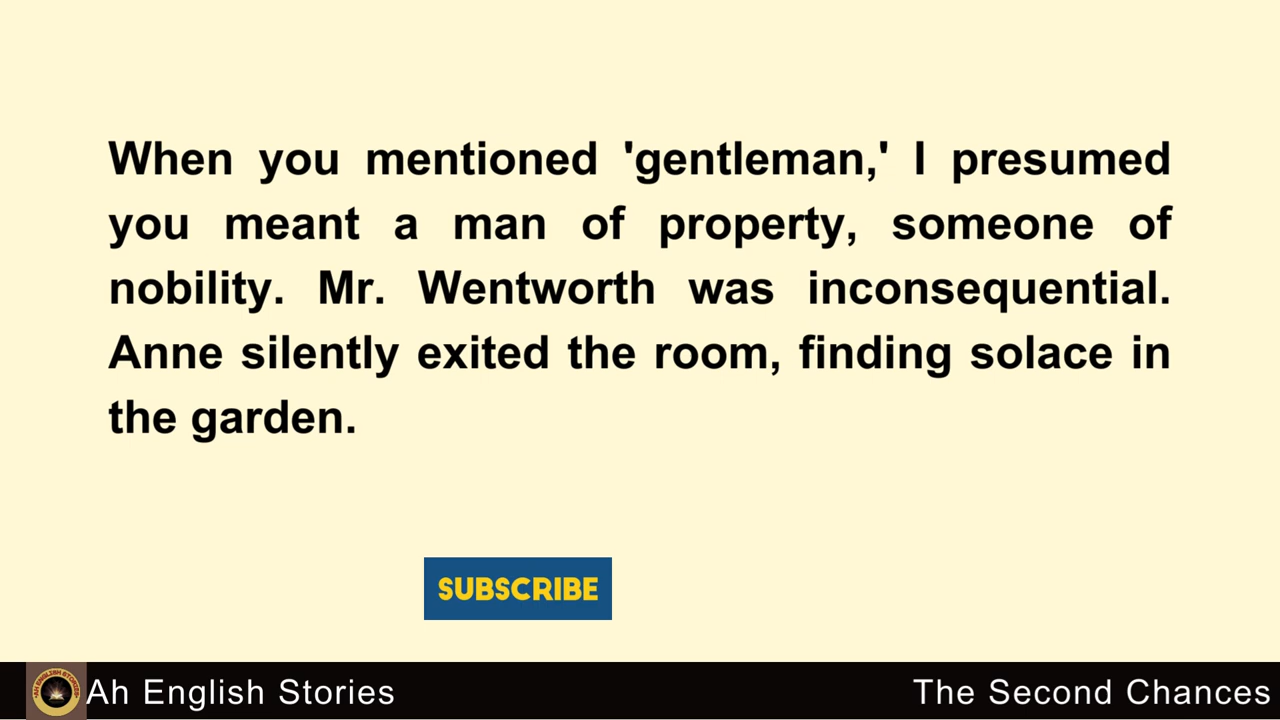 When you mentioned 'gentleman,' I presumed
you meant a man of property, someone of
nobility. Mr. Wentworth was inconsequential.
Anne silently exited the room, finding solace in
the garden.
SUBSCRIBE
Ah English Stories
The Second Chances